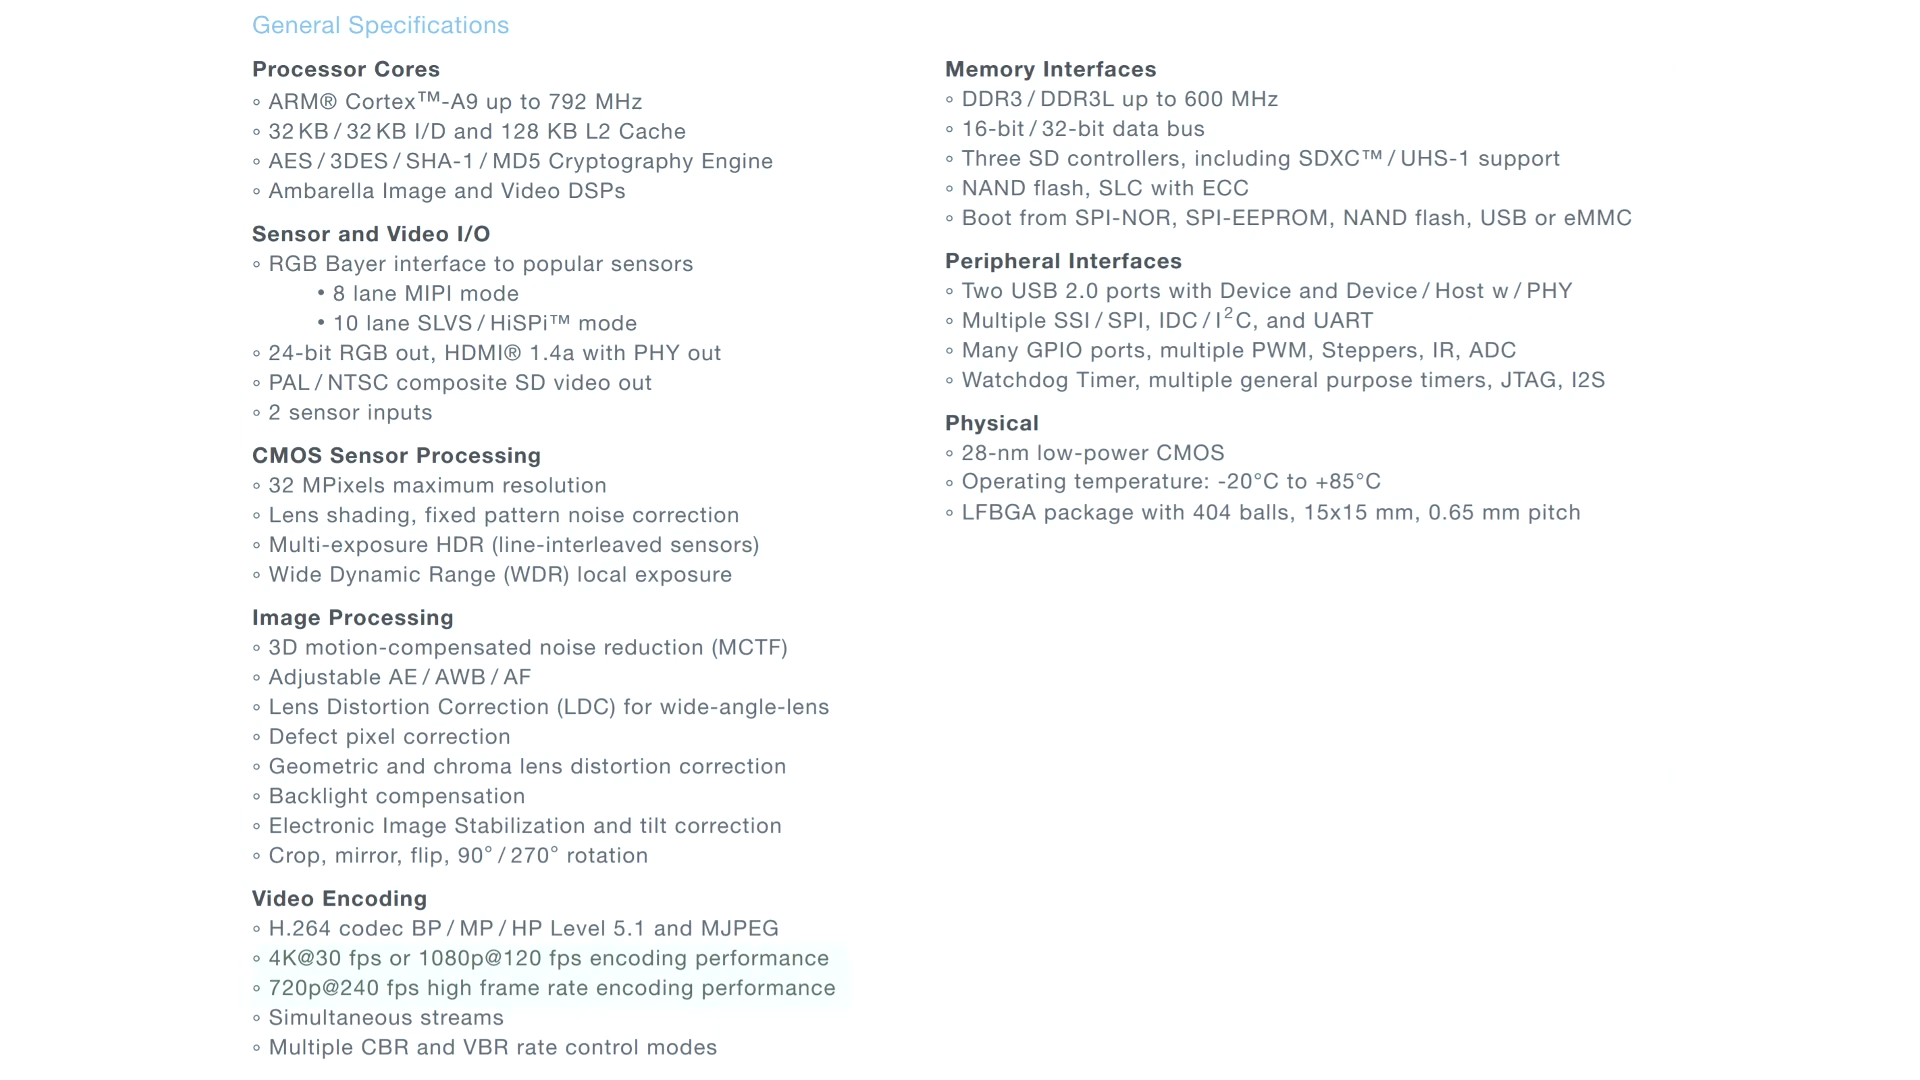 General Specifications
Processor Cores
◦ ARM® Cortex™-A9 up to 792 MHz
◦ 32 KB / 32 KB I/D and 128 KB L2 Cache
◦ AES / 3DES / SHA-1 / MD5 Cryptography Engine
◦ Ambarella Image and Video DSPs
Sensor and Video I/O
◦ RGB Bayer interface to popular sensors
• 8 lane MIPI mode
• 10 lane SLVS / HiSPi™ mode
◦ 24-bit RGB out, HDMI® 1.4a with PHY out
◦ PAL / NTSC composite SD video out
◦ 2 sensor inputs
CMOS Sensor Processing
◦ 32 MPixels maximum resolution
◦ Lens shading, fixed pattern noise correction
◦ Multi-exposure HDR (line-interleaved sensors)
◦ Wide Dynamic Range (WDR) local exposure
Image Processing
◦ 3D motion-compensated noise reduction (MCTF)
◦ Adjustable AE / AWB / AF
◦ Lens Distortion Correction (LDC) for wide-angle-lens
◦ Defect pixel correction
◦ Geometric and chroma lens distortion correction
◦ Backlight compensation
◦ Electronic Image Stabilization and tilt correction
◦ Crop, mirror, flip, 90° / 270° rotation
Video Encoding
◦ H.264 codec BP / MP / HP Level 5.1 and MJPEG
◦ 4K@30 fps or 1080p@120 fps encoding performance
◦ 720p@240 fps high frame rate encoding performance
◦ Simultaneous streams
◦ Multiple CBR and VBR rate control modes
Memory Interfaces
◦ DDR3 / DDR3L up to 600 MHz
◦ 16-bit / 32-bit data bus
◦ Three SD controllers, including SDXC™ / UHS-1 support
◦ NAND flash, SLC with ECC
◦ Boot from SPI-NOR, SPI-EEPROM, NAND flash, USB or eMMC
Peripheral Interfaces
◦ Two USB 2.0 ports with Device and Device / Host w / PHY
◦ Multiple SSI / SPI, IDC / I²C, and UART
◦ Many GPIO ports, multiple PWM, Steppers, IR, ADC
◦ Watchdog Timer, multiple general purpose timers, JTAG, I2S
Physical
◦ 28-nm low-power CMOS
◦ Operating temperature: -20°C to +85°C
◦ LFBGA package with 404 balls, 15x15 mm, 0.65 mm pitch